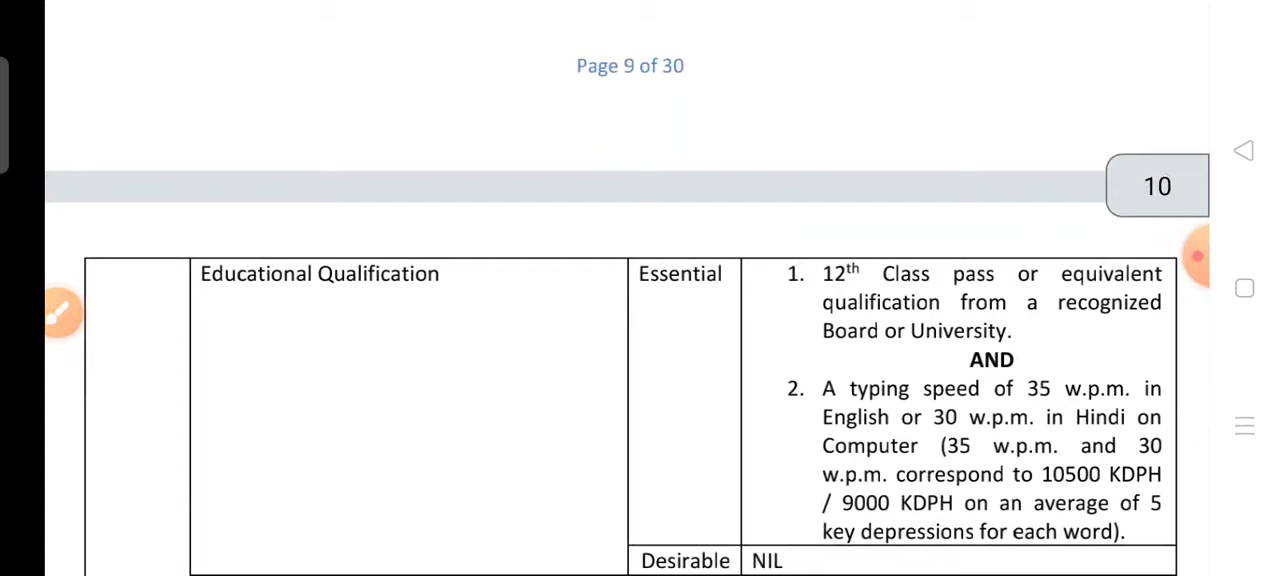 Page 9 of 30
10
Educational Qualification
Essential
1. 12th Class pass or equivalent
qualification from a recognized
Board or University.
AND
2. A typing speed of 35 w.p.m. in
English or 30 w.p.m. in Hindi on
Computer (35 w.p.m. and 30
w.p.m. correspond to 10500 KDPH
/ 9000 KDPH on an average of 5
key depressions for each word).
Desirable
NIL